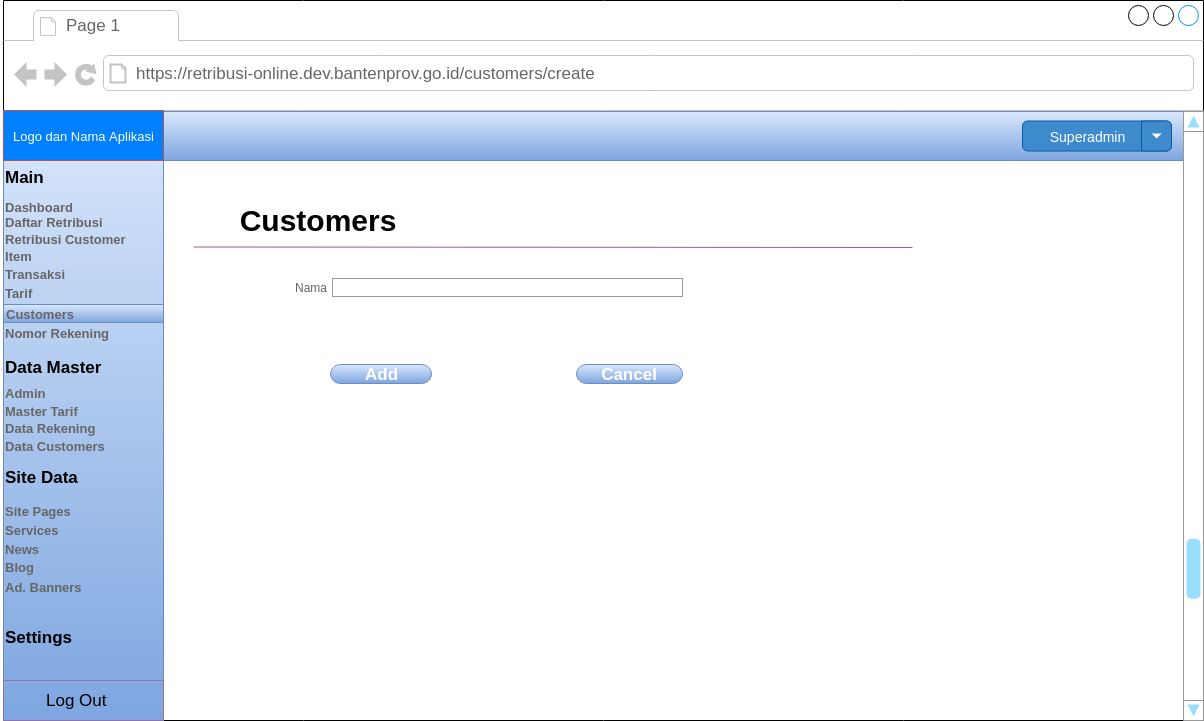 Page 1
https://retribusi-online.dev.bantenprov.go.id/customers/create
Logo dan Nama Aplikasi
Superadmin
Main
Dashboard
Daftar Retribusi
Retribusi Customer
Item
Transaksi
Tarif
Customers
Nomor Rekening
Data Master
Admin
Master Tarif
Data Rekening
Data Customers
Site Data
Site Pages
Services
News
Blog
Ad. Banners
Settings
Log Out
Customers
Nama
Add
Cancel